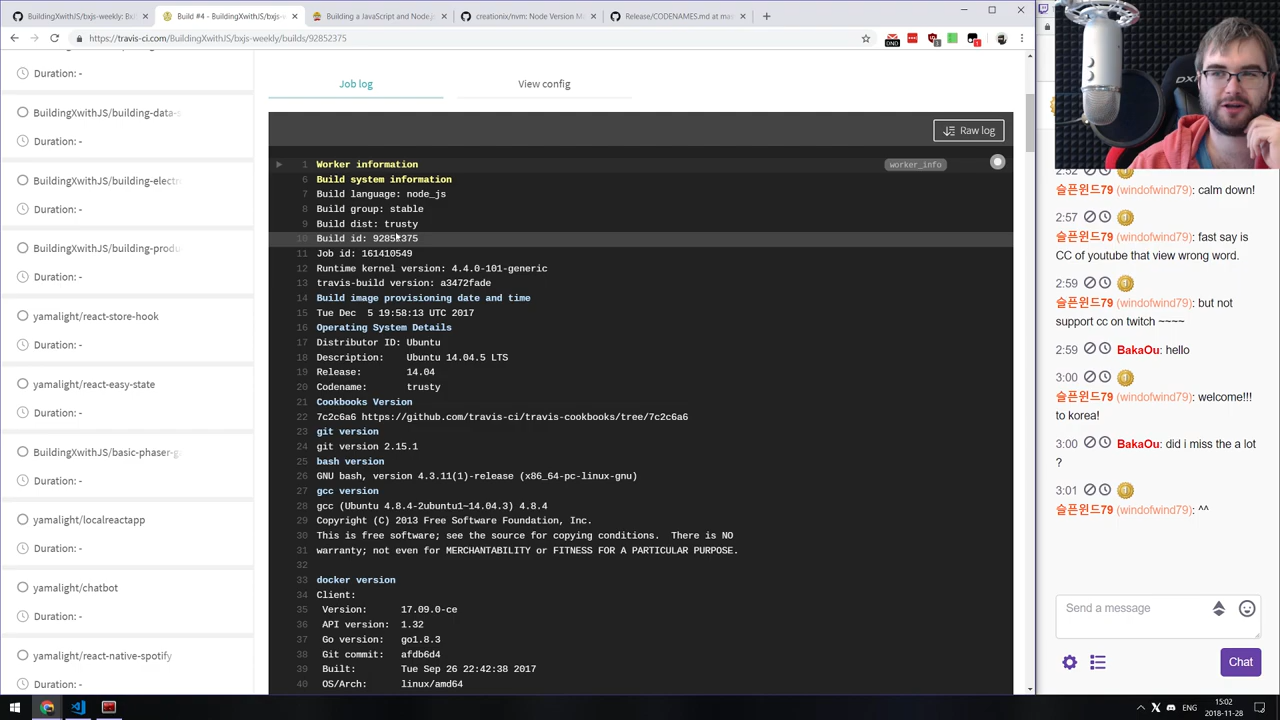 BuildingXwithJS/bxjs-weekly: Bx
Build #4 - BuildingXwithJS/bxjs-w
Building a JavaScript and Node.js
creationix/nvm: Node Version M
Release/CODENAMES.md at mas
https://travis-ci.com/BuildingXwithJS/bxjs-weekly/builds/92852375
Duration: -
BuildingXwithJS/building-data-s
Duration: -
BuildingXwithJS/building-electr
Duration: -
BuildingXwithJS/building-produ
Duration: -
yamalight/react-store-hook
Duration: -
yamalight/react-easy-state
Duration: -
BuildingXwithJS/basic-phaser-g
Duration: -
yamalight/localreactapp
Duration: -
yamalight/chatbot
Duration: -
yamalight/react-native-spotify
Duration: -
Job log
View config
Raw log
worker_info
1 Worker information
6 Build system information
7 Build language: node_js
8 Build group: stable
9 Build dist: trusty
10 Build id: 92852375
11 Job id: 161410549
12 Runtime kernel version: 4.4.0-101-generic
13 travis-build version: a3472fade
14 Build image provisioning date and time
15 Tue Dec  5 19:58:13 UTC 2017
16 Operating System Details
17 Distributor ID: Ubuntu
18 Description:    Ubuntu 14.04.5 LTS
19 Release:        14.04
20 Codename:       trusty
21 Cookbooks Version
22 7c2c6a6 https://github.com/travis-ci/travis-cookbooks/tree/7c2c6a6
23 git version
24 git version 2.15.1
25 bash version
26 GNU bash, version 4.3.11(1)-release (x86_64-pc-linux-gnu)
27 gcc version
28 gcc (Ubuntu 4.8.4-2ubuntu1~14.04.3) 4.8.4
29 Copyright (C) 2013 Free Software Foundation, Inc.
30 This is free software; see the source for copying conditions.  There is NO
31 warranty; not even for MERCHANTABILITY or FITNESS FOR A PARTICULAR PURPOSE.
32
33 docker version
34 Client:
35  Version:      17.09.0-ce
36  API version:  1.32
37  Go version:   go1.8.3
38  Git commit:   afdb6d4
39  Built:        Tue Sep 26 22:42:38 2017
40  OS/Arch:      linux/amd64
DXR
2:52
슬픈윈드79 (windofwind79): calm down!
2:57
슬픈윈드79 (windofwind79): fast say is
CC of youtube that view wrong word.
2:59
슬픈윈드79 (windofwind79): but not
support cc on twitch ~~~~
2:59 BakaOu: hello
3:00
슬픈윈드79 (windofwind79): welcome!!!
to korea!
3:00 BakaOu: did i miss the a lot
?
3:01
슬픈윈드79 (windofwind79): ^^
Send a message
Chat
ENG
15:02
2018-11-28